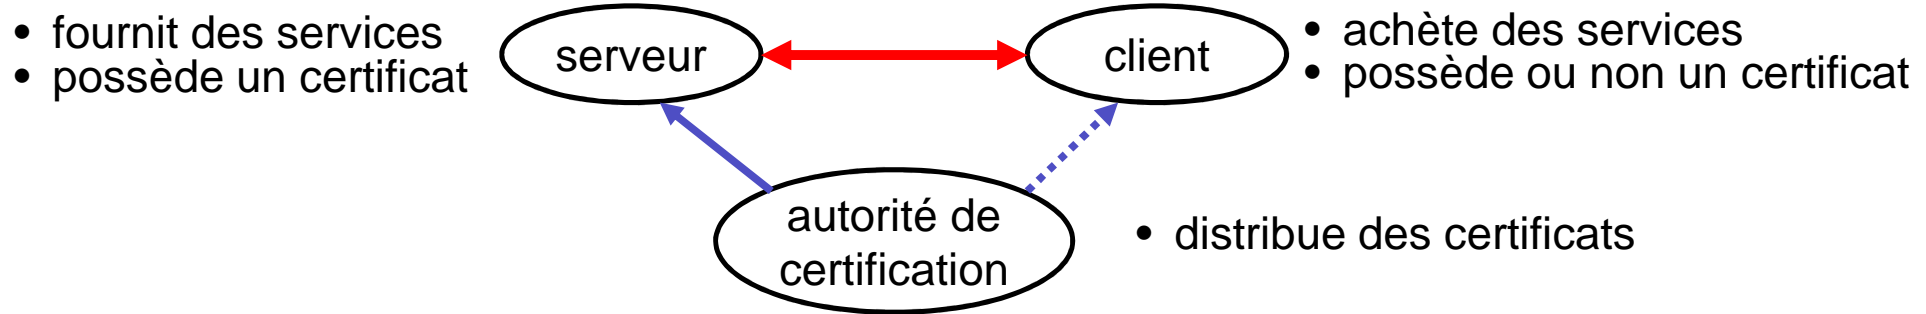 • fournit des services
• possède un certificat
serveur
client
• achète des services
• possède ou non un certificat
autorité de
certification
• distribue des certificats